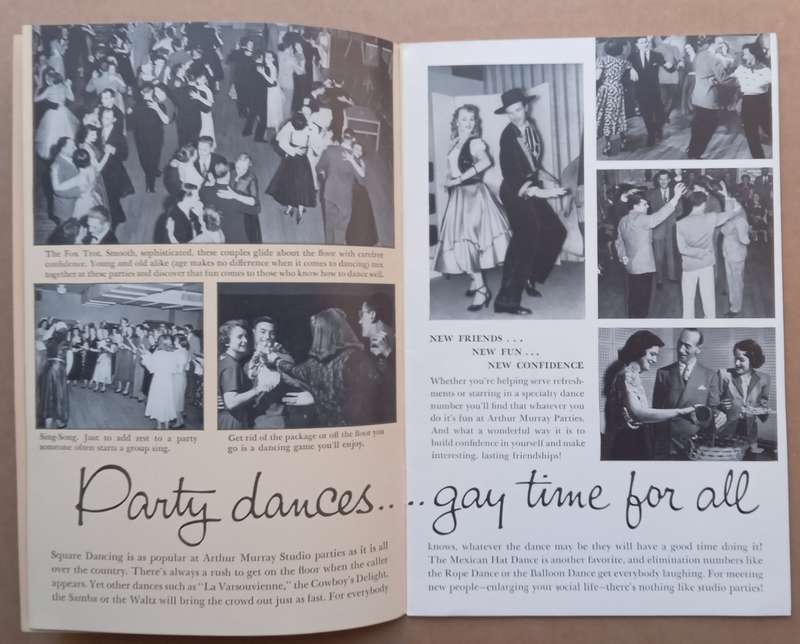 The Fox Trot. Smooth, sophisticated, these couples glide about the floor with carefree
confidence. Young and old alike (age makes no difference when it comes to dancing) mix
together at these parties and discover that fun comes to those who know how to dance well.
Sing-Song. Just to add zest to a party
someone often starts a group sing.
Get rid of the package or off the floor you
go is a dancing game you'll enjoy.
NEW FRIENDS . . .
NEW FUN . . .
NEW CONFIDENCE
Whether you're helping serve refresh-
ments or starring in a specialty dance
number you'll find that whatever you
do it's fun at Arthur Murray Parties.
And what a wonderful way it is to
build confidence in yourself and make
interesting, lasting friendships!
Party dances.. ..gay time for all
Square Dancing is as popular at Arthur Murray Studio parties as it is all
over the country. There's always a rush to get on the floor when the caller
appears. Yet other dances such as "La Varsouvienne," the Cowboy's Delight,
the Samba or the Waltz will bring the crowd out just as fast. For everybody
knows, whatever the dance may be they will have a good time doing it!
The Mexican Hat Dance is another favorite, and elimination numbers like
the Rope Dance or the Balloon Dance get everybody laughing. For meeting
new people—enlarging your social life—there's nothing like studio parties!